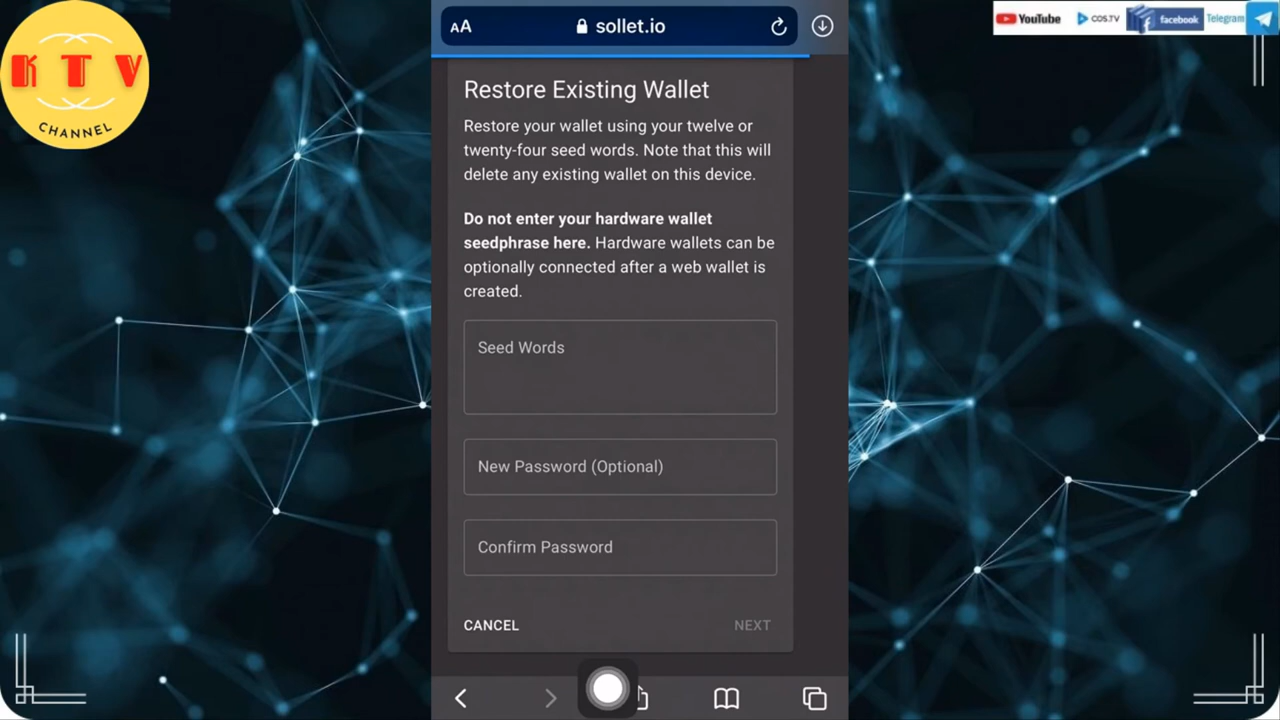 K T V
CHANNEL
AA
sollet.io
YouTube
COS.TV
facebook
Telegram
Restore Existing Wallet
Restore your wallet using your twelve or
twenty-four seed words. Note that this will
delete any existing wallet on this device.
Do not enter your hardware wallet
seedphrase here. Hardware wallets can be
optionally connected after a web wallet is
created.
Seed Words
New Password (Optional)
Confirm Password
CANCEL
NEXT